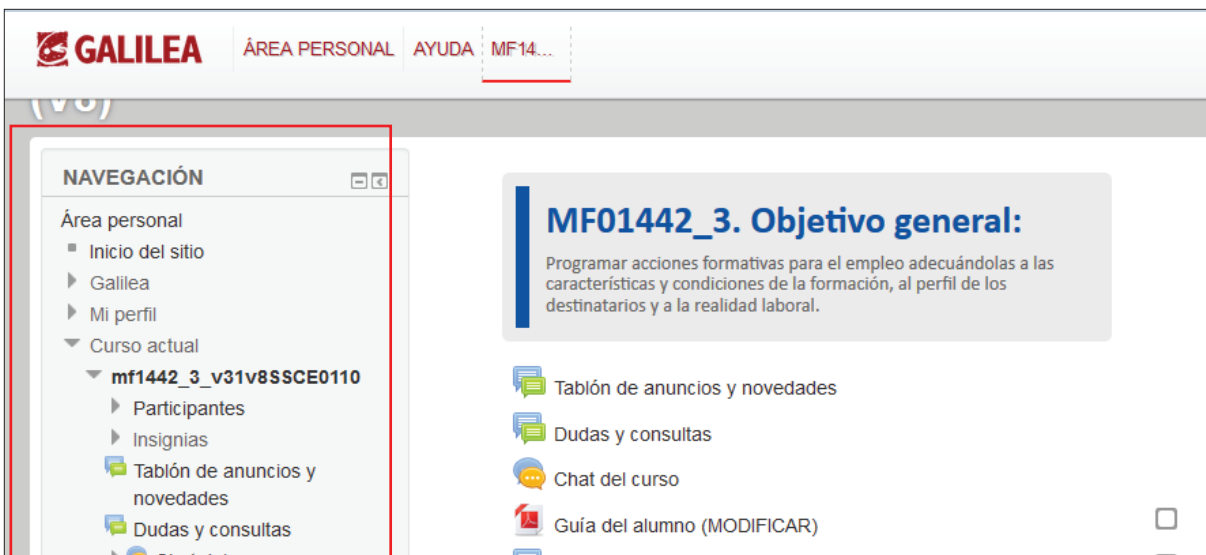 GALILEA
ÁREA PERSONAL AYUDA MF14...
(V8)
NAVEGACIÓN
Área personal
Inicio del sitio
Galilea
Mi perfil
Curso actual
mf1442_3_v31v8SSCE0110
Participantes
Insignias
Tablón de anuncios y
novedades
Dudas y consultas
MF01442_3. Objetivo general:
Programar acciones formativas para el empleo adecuándolas a las
características y condiciones de la formación, al perfil de los
destinatarios y a la realidad laboral.
Tablón de anuncios y novedades
Dudas y consultas
Chat del curso
Guía del alumno (MODIFICAR)